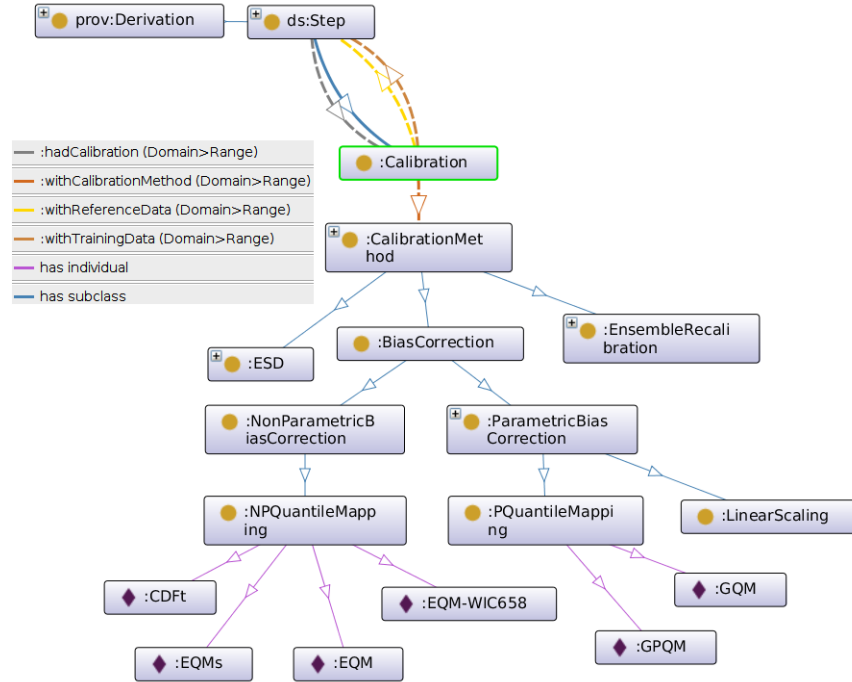 prov:Derivation
ds:Step
:hadCalibration (Domain>Range)
:withCalibrationMethod (Domain>Range)
:withReferenceData (Domain>Range)
:withTrainingData (Domain>Range)
has individual
has subclass
:Calibration
:CalibrationMet
hod
:ESD
:BiasCorrection
:EnsembleRecali
bration
:NonParametricB
iasCorrection
:ParametricBias
Correction
:NPQuantileMapp
ing
:PQuantileMappi
ng
:LinearScaling
:CDFt
:EQM-WIC658
:GQM
:EQMs
:EQM
:GPQM